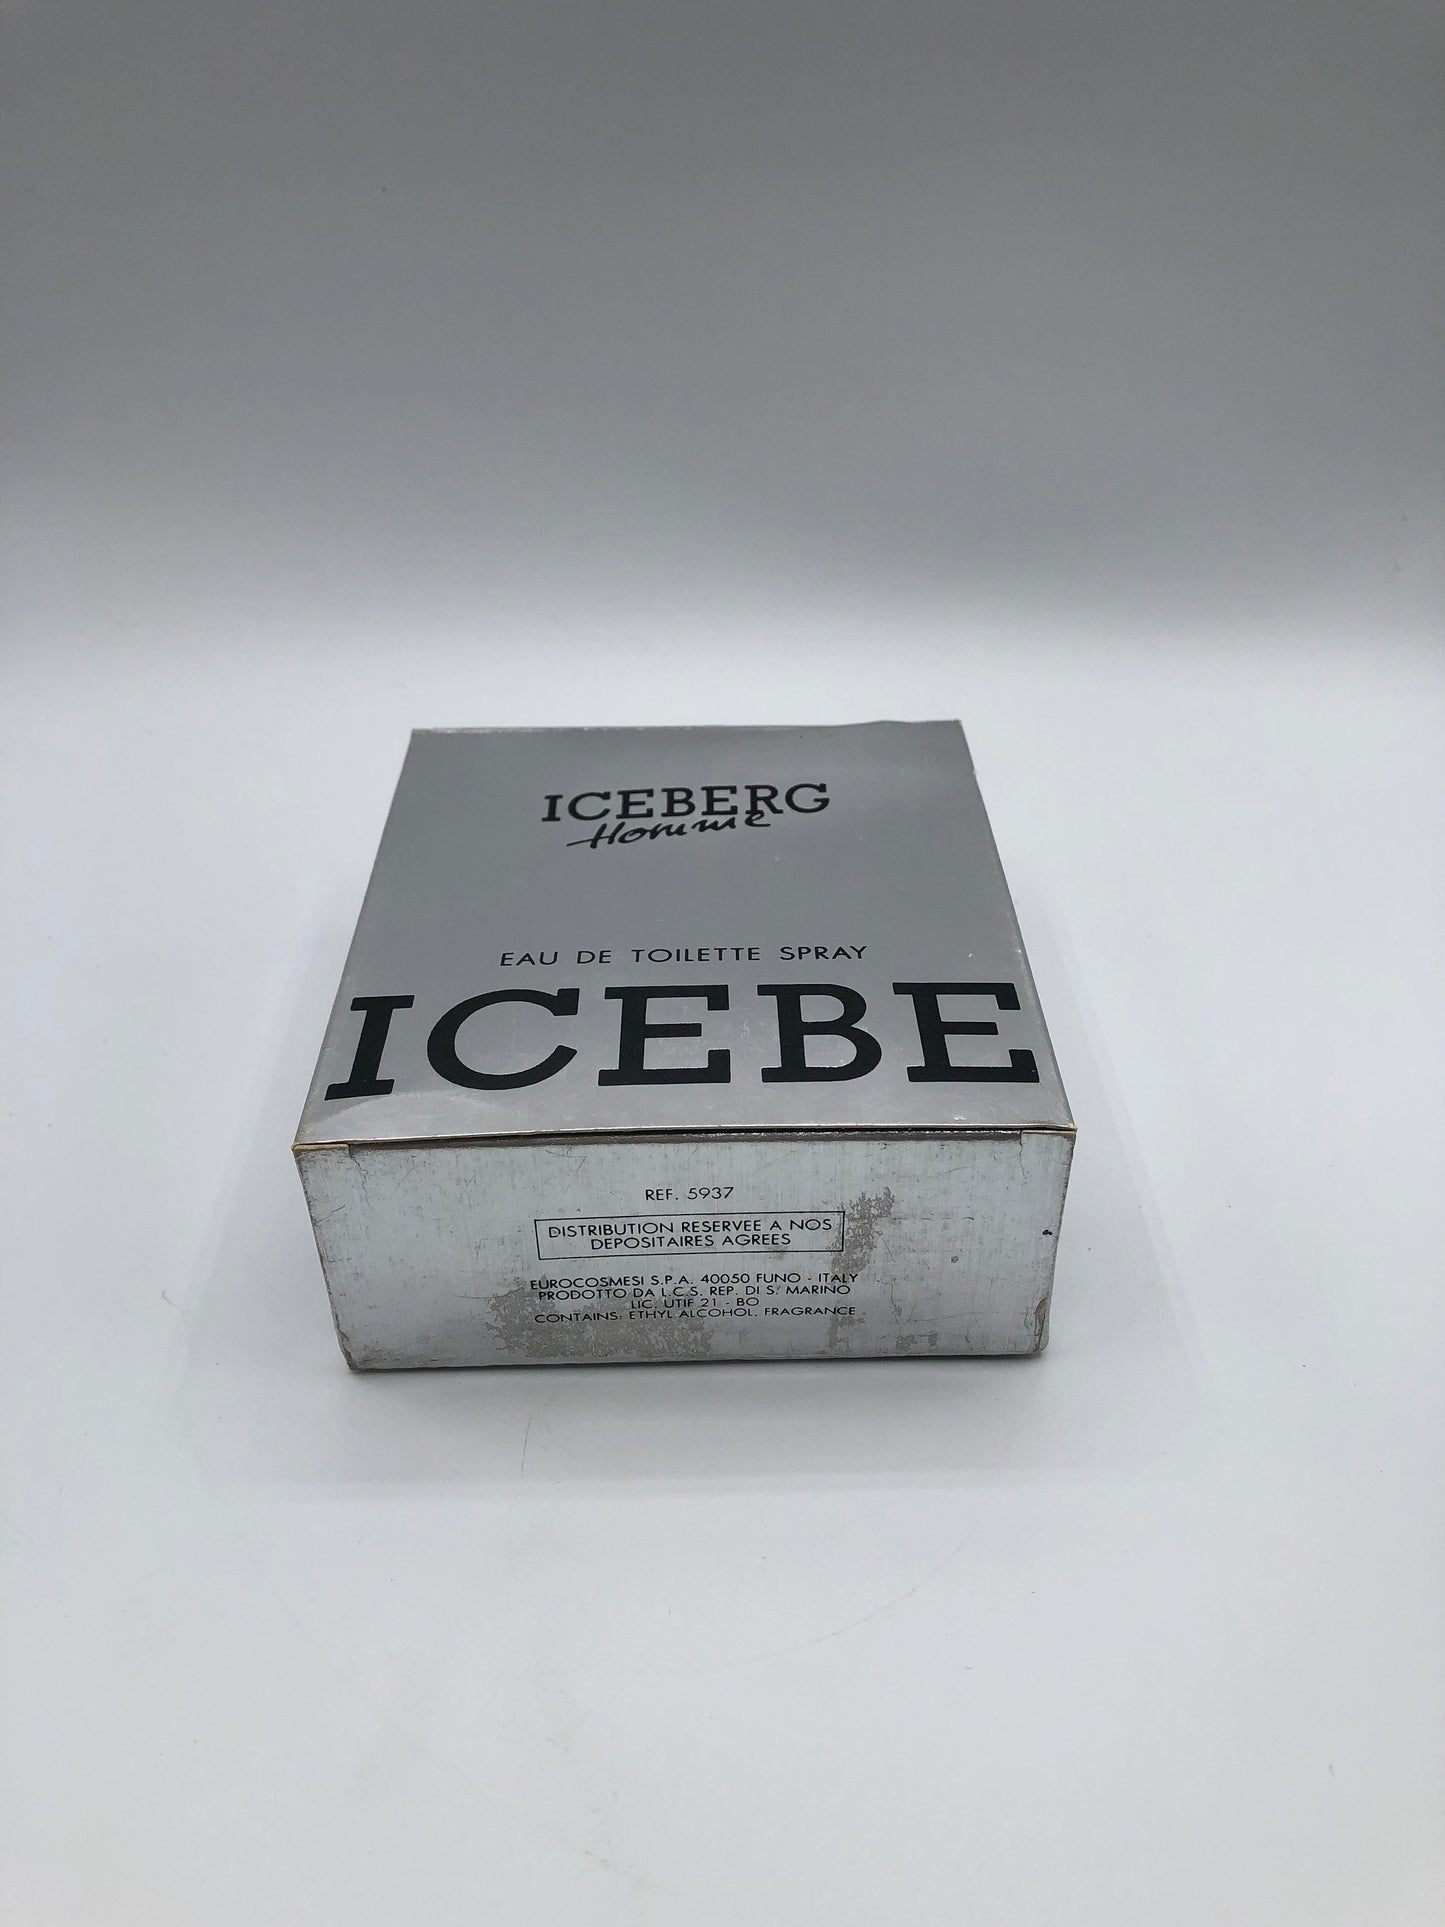 ICEBERG
Homme
EAU DE TOILETTE SPRAY
ICEBE
REF. 5937
DISTRIBUTION RESERVEE A NOS
DEPOSITAIRES AGREES
EUROCOSMESI S.P.A. 40050 FUNO - ITALY
PRODOTTO DA I.C.S. REP. DI S. MARINO
LIC. UTIF 21 - BO
CONTAINS: ETHYL ALCOHOL, FRAGRANCE